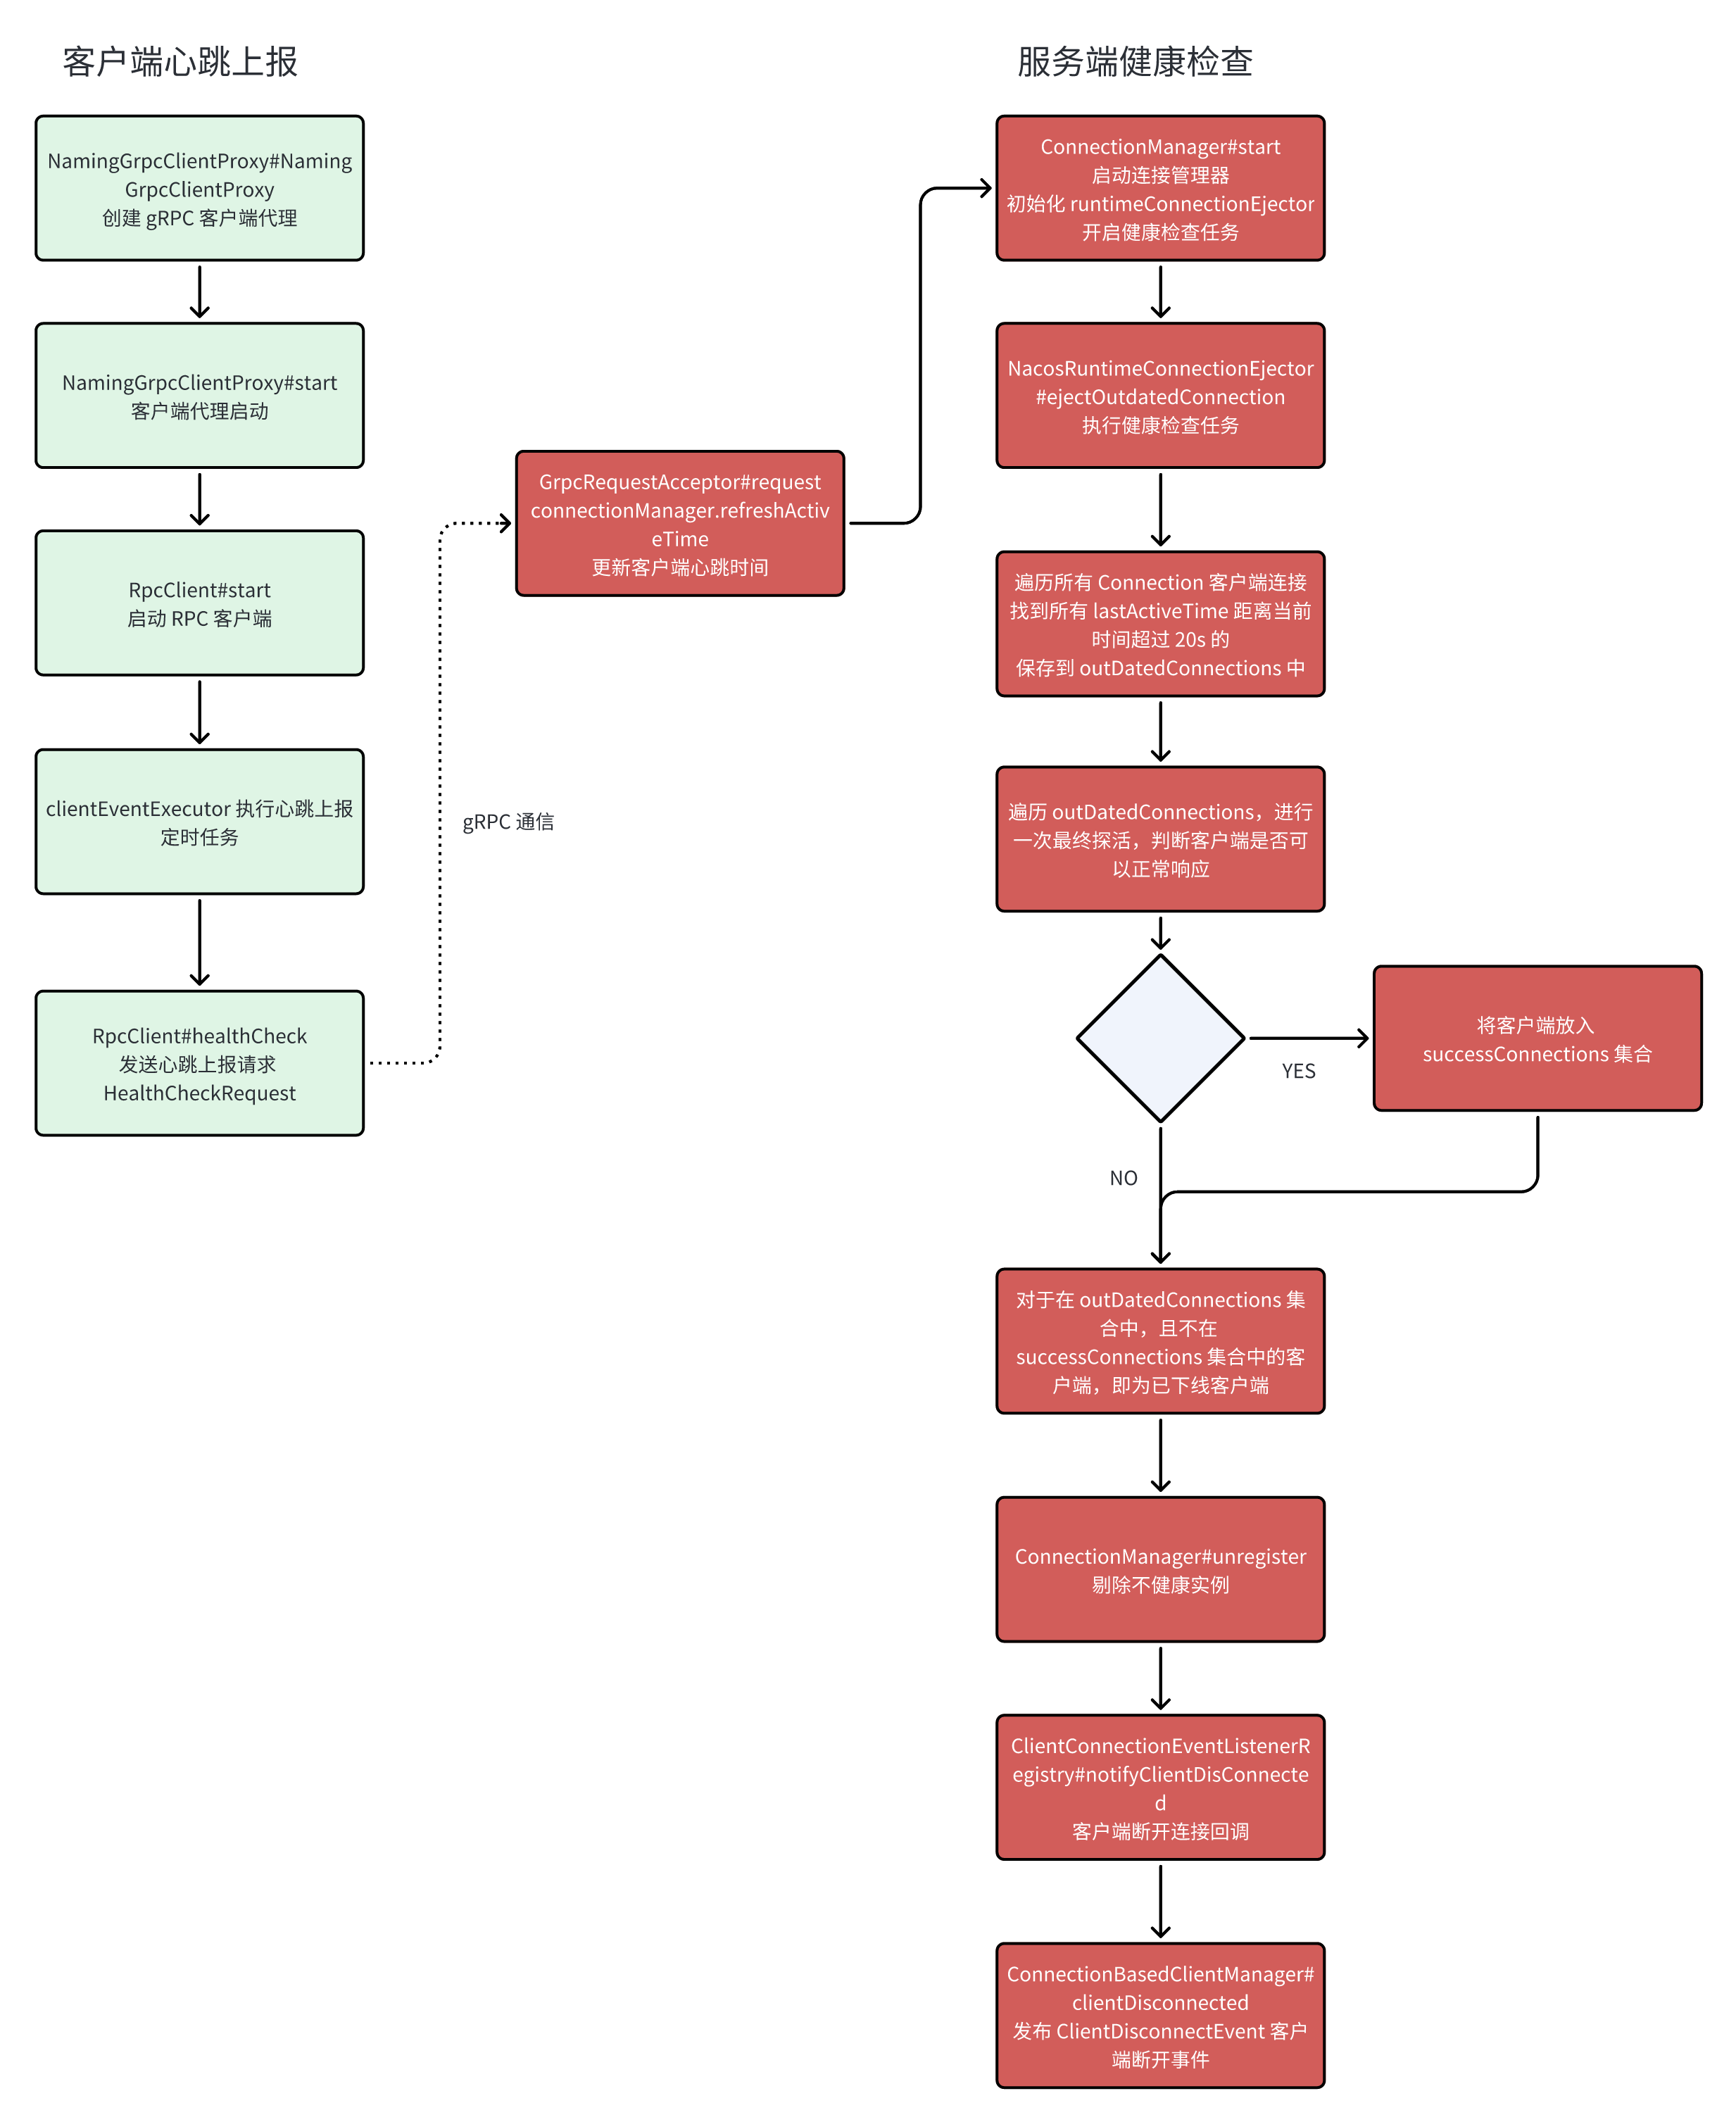 客户端心跳上报
NamingGrpcClientProxy#Naming
GrpcClientProxy
创建 gRPC 客户端代理
NamingGrpcClientProxy#start
客户端代理启动
RpcClient#start
启动 RPC 客户端
clientEventExecutor 执行心跳上报
定时任务
RpcClient#healthCheck
发送心跳上报请求
HealthCheckRequest
gRPC 通信
GrpcRequestAcceptor#request
connectionManager.refreshActiv
eTime
更新客户端心跳时间
服务端健康检查
ConnectionManager#start
启动连接管理器
初始化 runtimeConnectionEjector
开启健康检查任务
NacosRuntimeConnectionEjector
#ejectOutdatedConnection
执行健康检查任务
遍历所有 Connection 客户端连接
找到所有 lastActiveTime 距离当前
时间超过 20s 的
保存到 outDatedConnections 中
遍历 outDatedConnections，进行
一次最终探活，判断客户端是否可
以正常响应
YES
将客户端放入
successConnections 集合
NO
对于在 outDatedConnections 集
合中，且不在
successConnections 集合中的客
户端，即为已下线客户端
ConnectionManager#unregister
剔除不健康实例
ClientConnectionEventListenerR
egistry#notifyClientDisConnecte
d
客户端断开连接回调
ConnectionBasedClientManager#
clientDisconnected
发布 ClientDisconnectEvent 客户
端断开事件